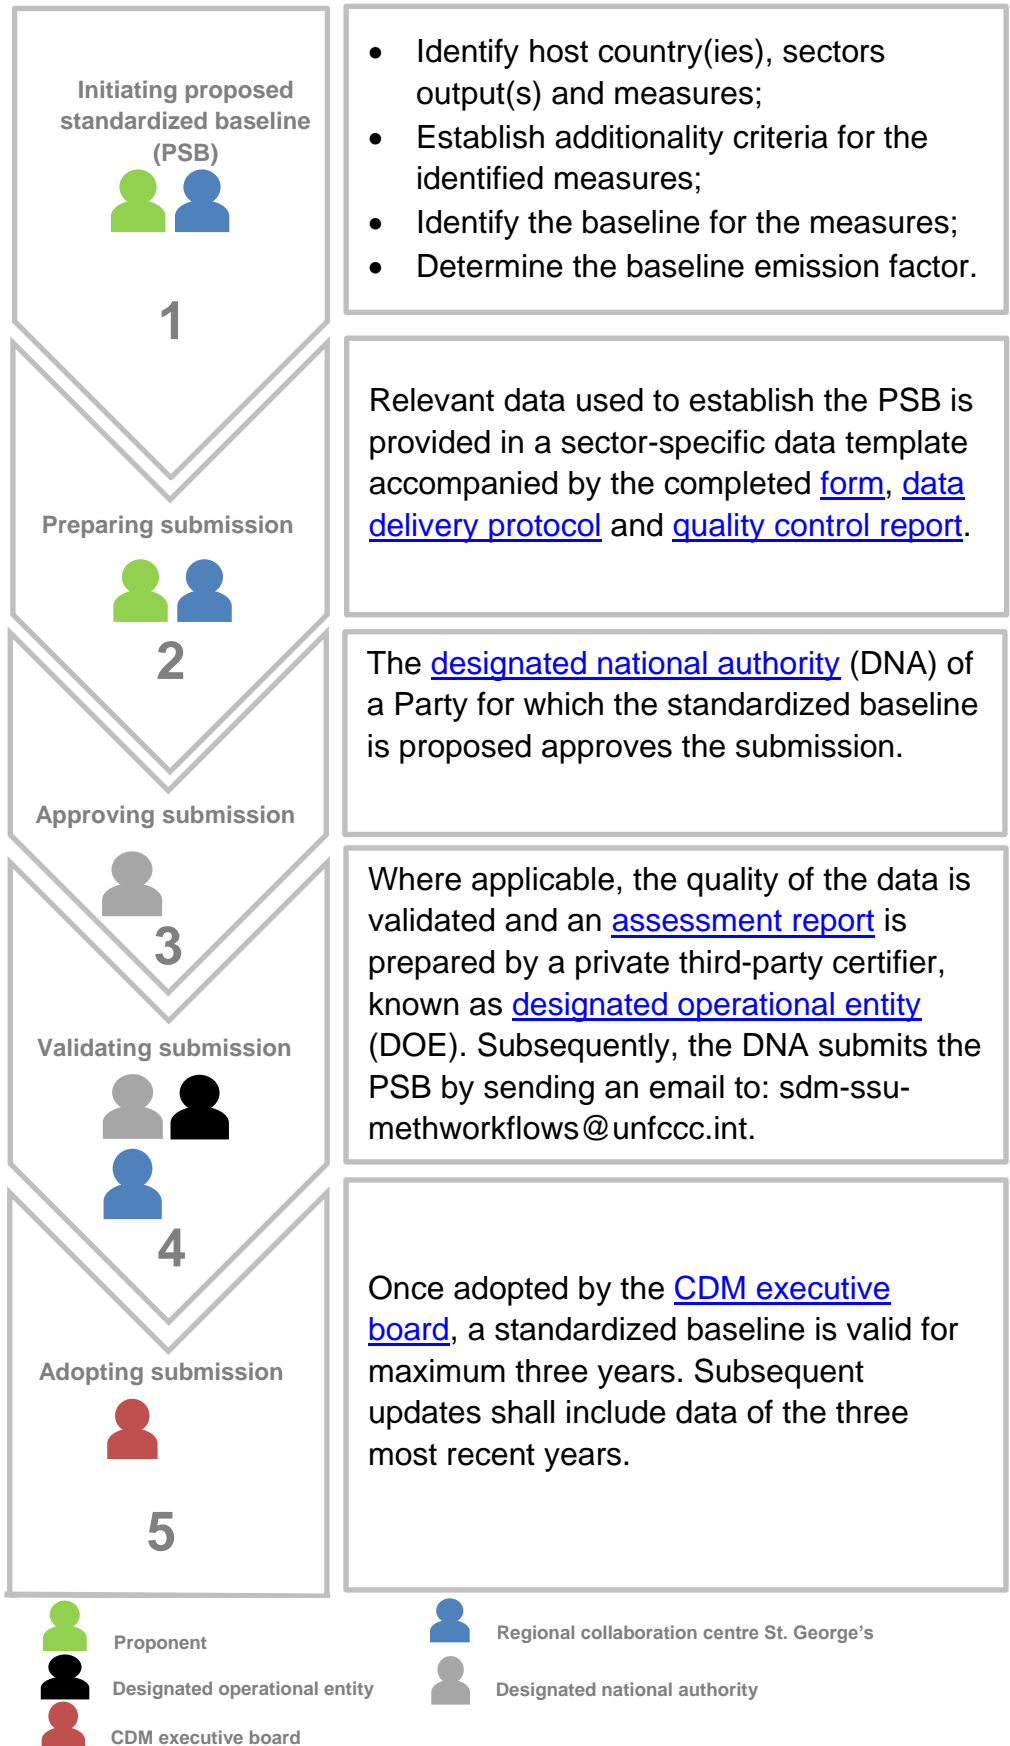 Initiating proposed
standardized baseline
(PSB)
1
• Identify host country(ies), sectors
output(s) and measures;
• Establish additionality criteria for the
identified measures;
• Identify the baseline for the measures;
• Determine the baseline emission factor.
Preparing submission
2
Relevant data used to establish the PSB is
provided in a sector-specific data template
accompanied by the completed form, data
delivery protocol and quality control report.
Approving submission
3
The designated national authority (DNA) of
a Party for which the standardized baseline
is proposed approves the submission.
Validating submission
4
Where applicable, the quality of the data is
validated and an assessment report is
prepared by a private third-party certifier,
known as designated operational entity
(DOE). Subsequently, the DNA submits the
PSB by sending an email to: sdm-ssu-
methworkflows@unfccc.int.
Adopting submission
5
Once adopted by the CDM executive
board, a standardized baseline is valid for
maximum three years. Subsequent
updates shall include data of the three
most recent years.
Proponent
Regional collaboration centre St. George's
Designated operational entity
Designated national authority
CDM executive board